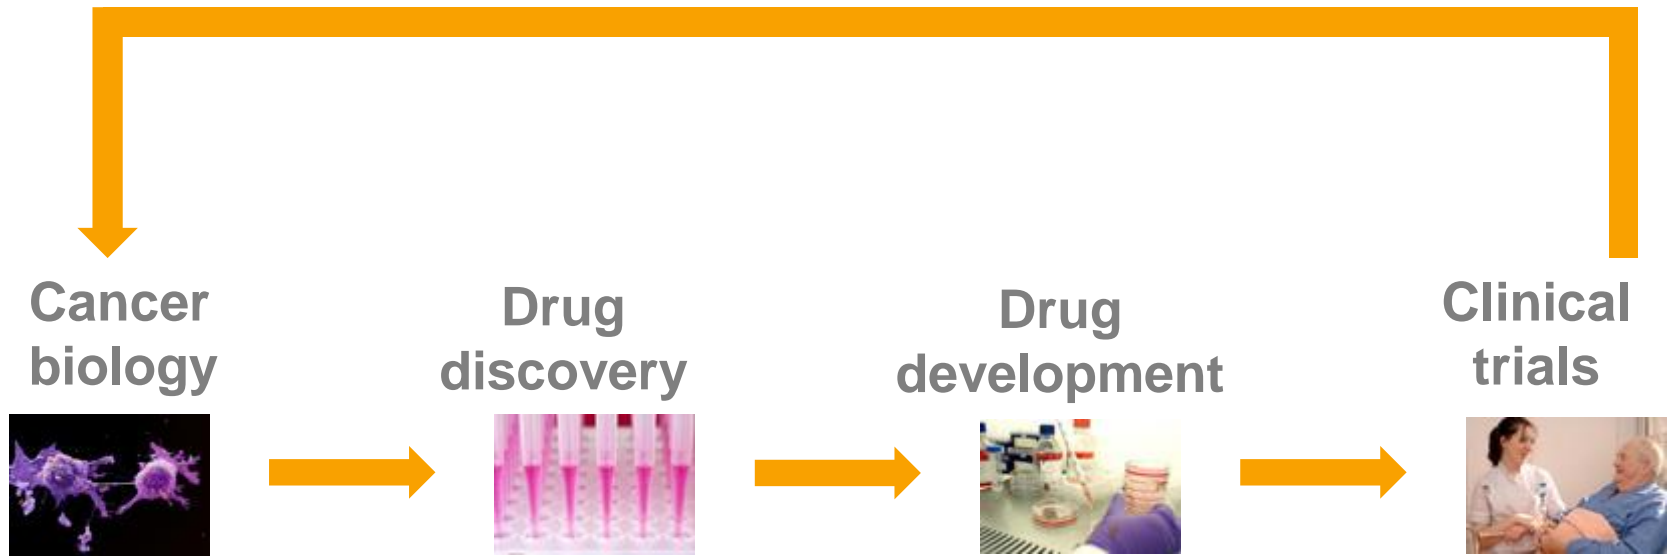 Cancer
biology
Drug
discovery
Drug
development
Clinical
trials